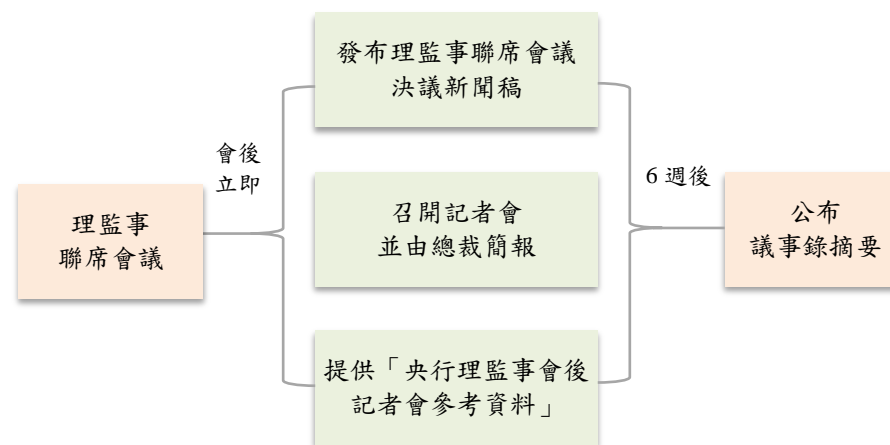 發布理監事聯席會議
決議新聞稿
會後
立即
6 週後
理監事
聯席會議
召開記者會
並由總裁簡報
公布
議事錄摘要
提供「央行理監事會後
記者會參考資料」